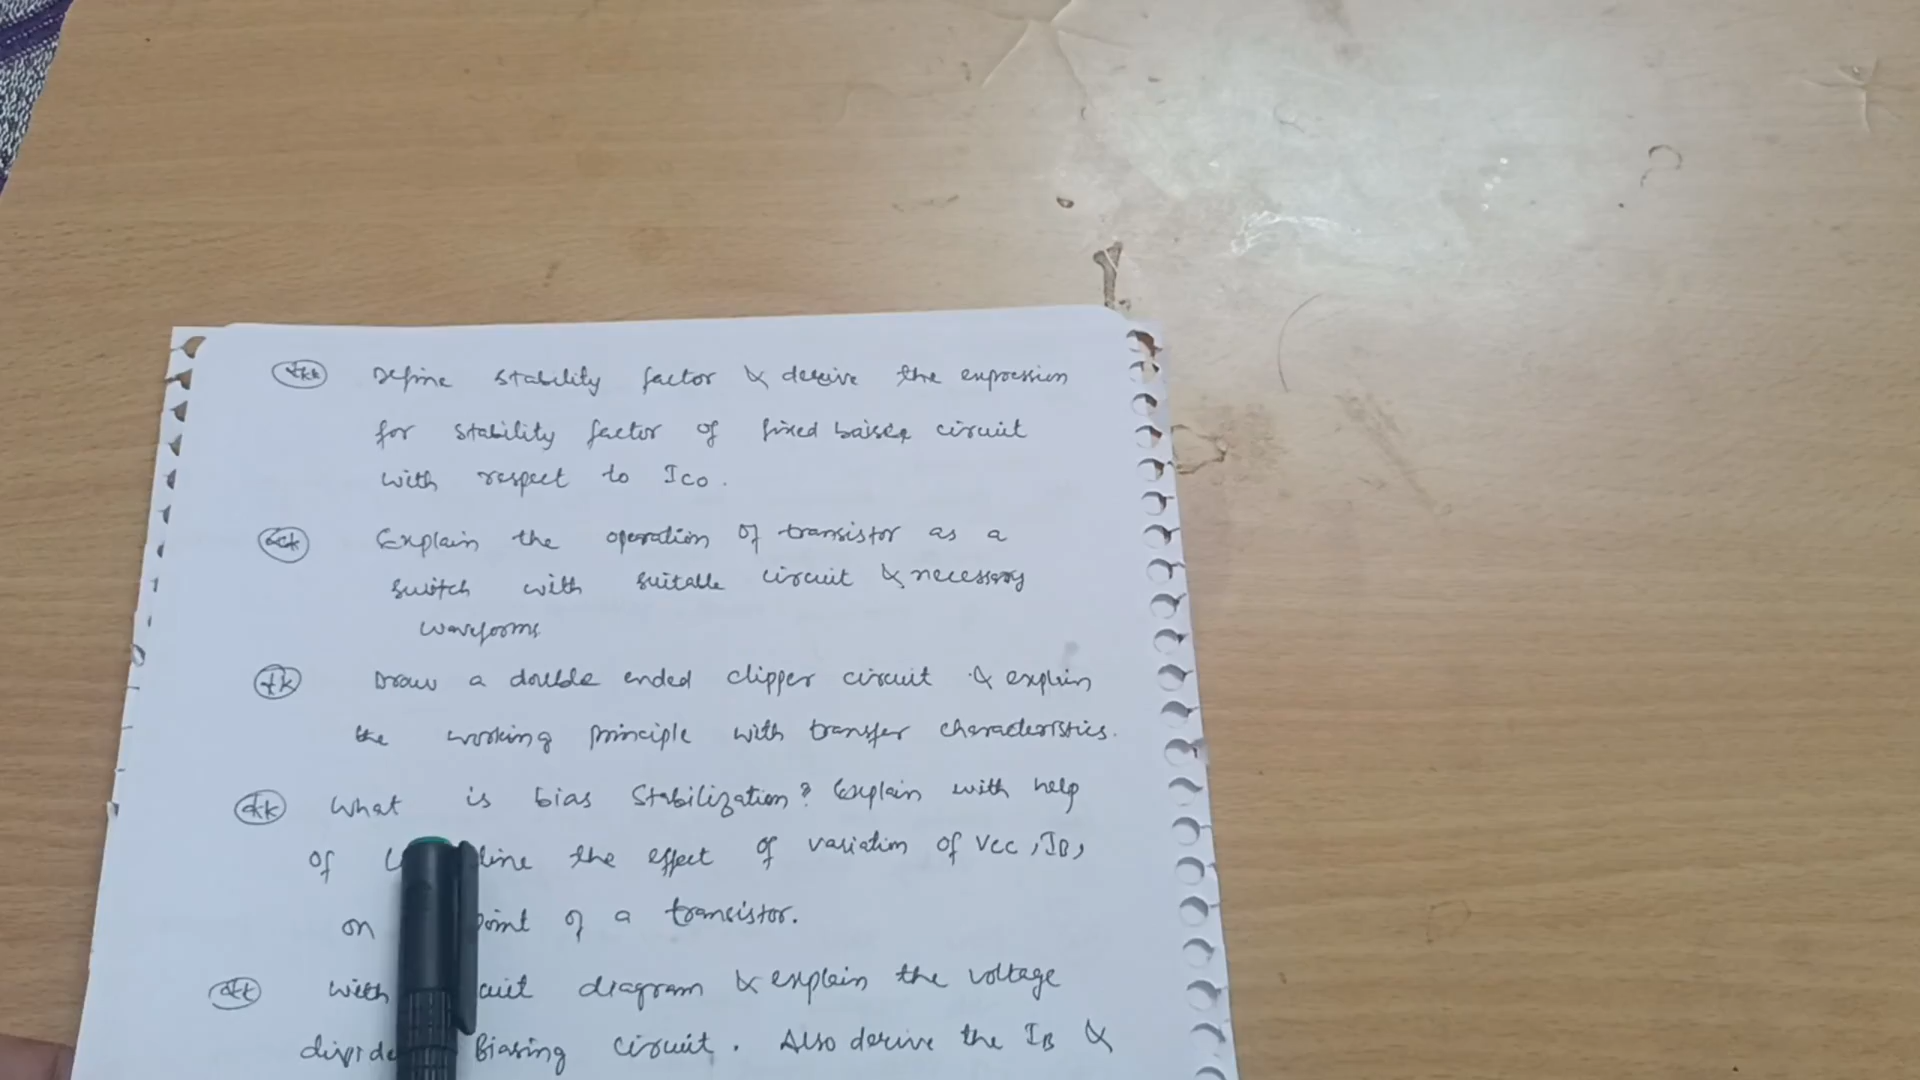 Define stability factor & derive the expression
for stability factor of fixed baised circuit
with respect to Ico.
Explain the operation of transistor as a
switch with suitable circuit & necessary
waveforms
Draw a double ended clipper circuit & explain
the working principle with transfer characteristics.
What is bias stabilization? Explain with help
of line the effect of variation of Vcc, IB,
on point of a transistor.
With diagram & explain the voltage
Biasing circuit. Also derive the IB &